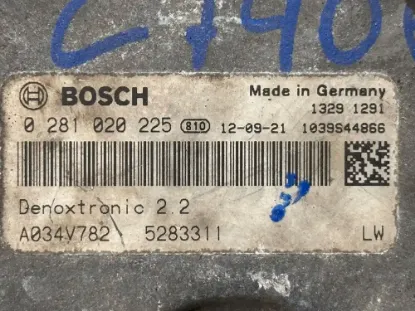 BOSCH Made in Germany
1329 1291
0 281 020 225 810 12-09-21 1039S44866
Denoxtronic 2.2
A034V782 5283311 LW